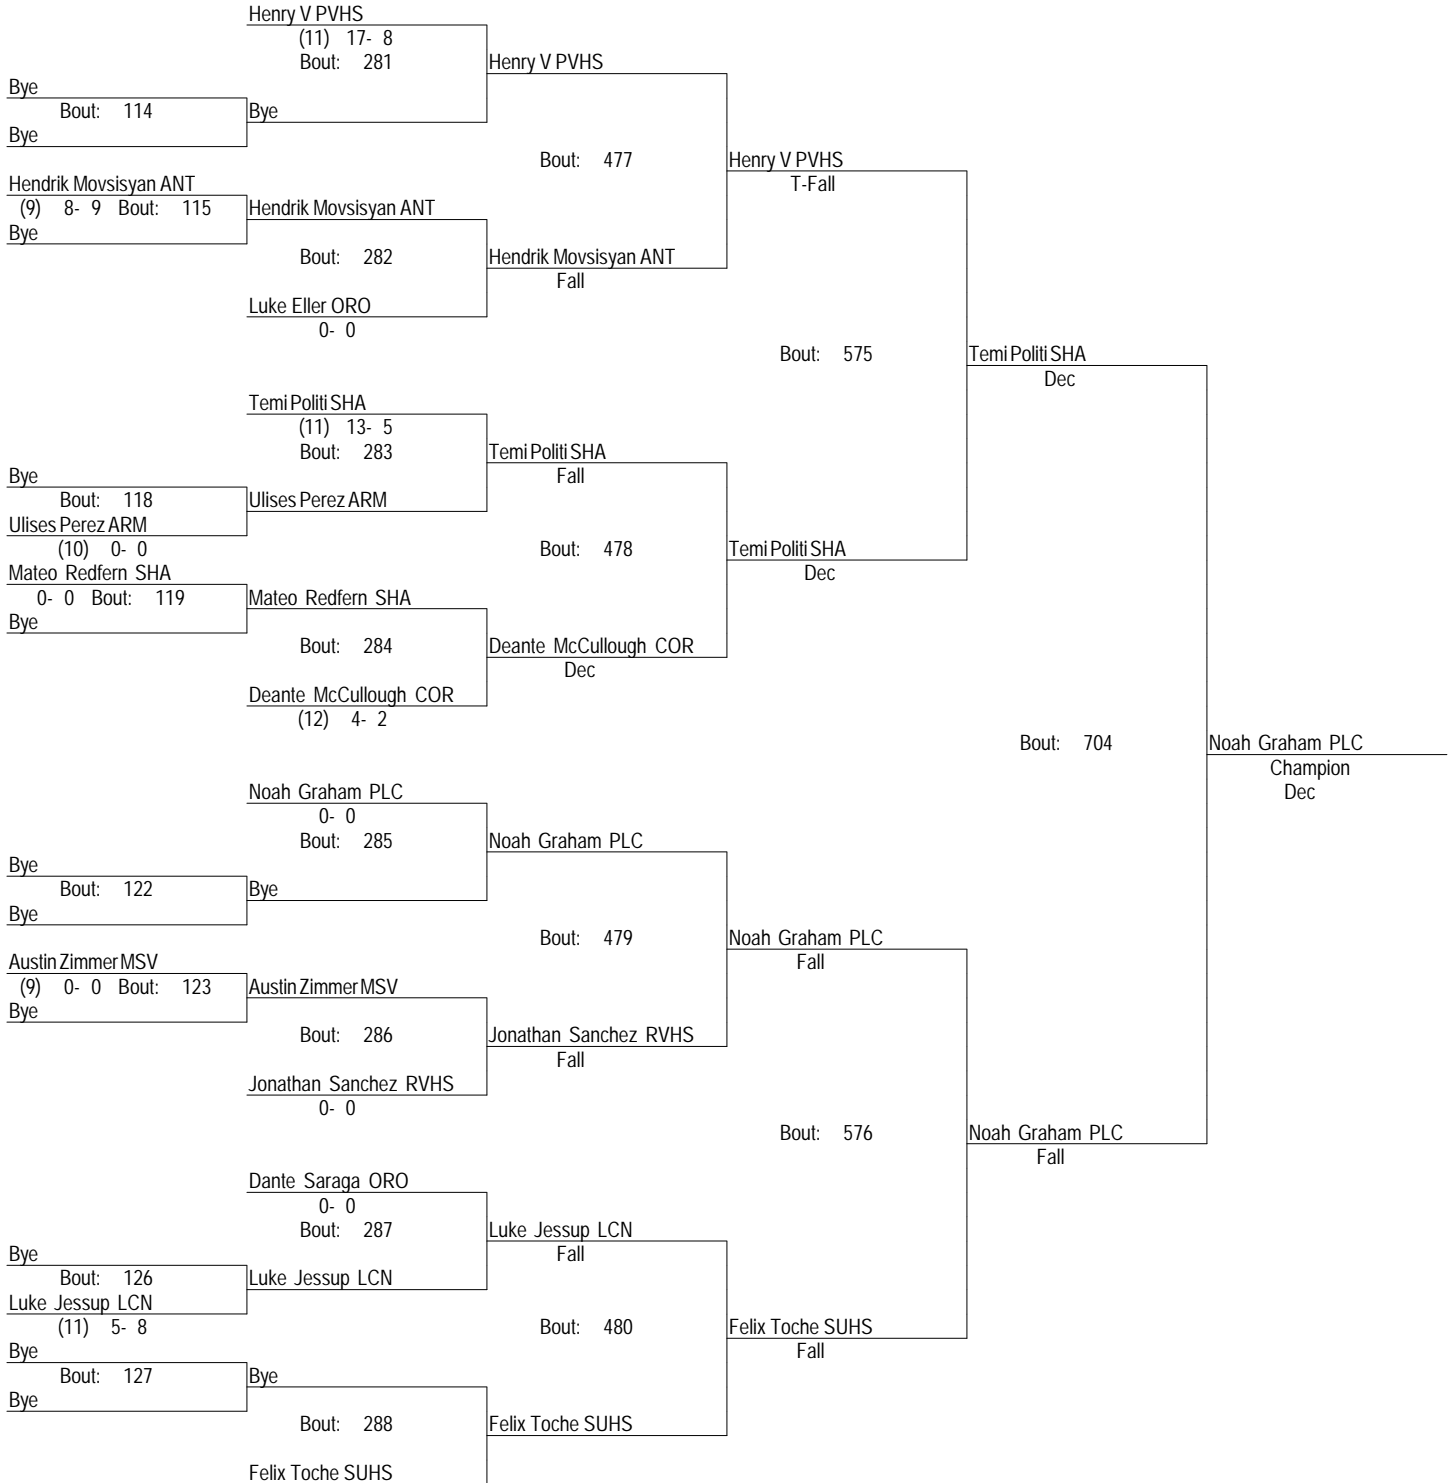 Henry V PVHS
(11) 17- 8
Bout: 281
Henry V PVHS
Bye
Bout: 114
Bye
Bye
Bout: 477
Henry V PVHS
T-Fall
Hendrik Movsisyan ANT
(9) 8- 9 Bout: 115
Hendrik Movsisyan ANT
Bye
Bout: 282
Hendrik Movsisyan ANT
Fall
Luke Eller ORO
0- 0
Bout: 575
Temi Politi SHA
Dec
Temi Politi SHA
(11) 13- 5
Bout: 283
Temi Politi SHA
Fall
Bye
Bout: 118
Ulises Perez ARM
Ulises Perez ARM
(10) 0- 0
Bout: 478
Temi Politi SHA
Dec
Mateo Redfern SHA
0- 0 Bout: 119
Mateo Redfern SHA
Bye
Bout: 284
Deante McCullough COR
Dec
Deante McCullough COR
(12) 4- 2
Bout: 704
Noah Graham PLC
Champion
Dec
Noah Graham PLC
0- 0
Bout: 285
Noah Graham PLC
Bye
Bout: 122
Bye
Bye
Bout: 479
Noah Graham PLC
Fall
Austin Zimmer MSV
(9) 0- 0 Bout: 123
Austin Zimmer MSV
Bye
Bout: 286
Jonathan Sanchez RVHS
Fall
Jonathan Sanchez RVHS
0- 0
Bout: 576
Noah Graham PLC
Fall
Dante Saraga ORO
0- 0
Bout: 287
Luke Jessup LCN
Fall
Bye
Bout: 126
Luke Jessup LCN
Luke Jessup LCN
(11) 5- 8
Bout: 480
Felix Toche SUHS
Fall
Bye
Bout: 127
Bye
Bye
Bout: 288
Felix Toche SUHS
Felix Toche SUHS